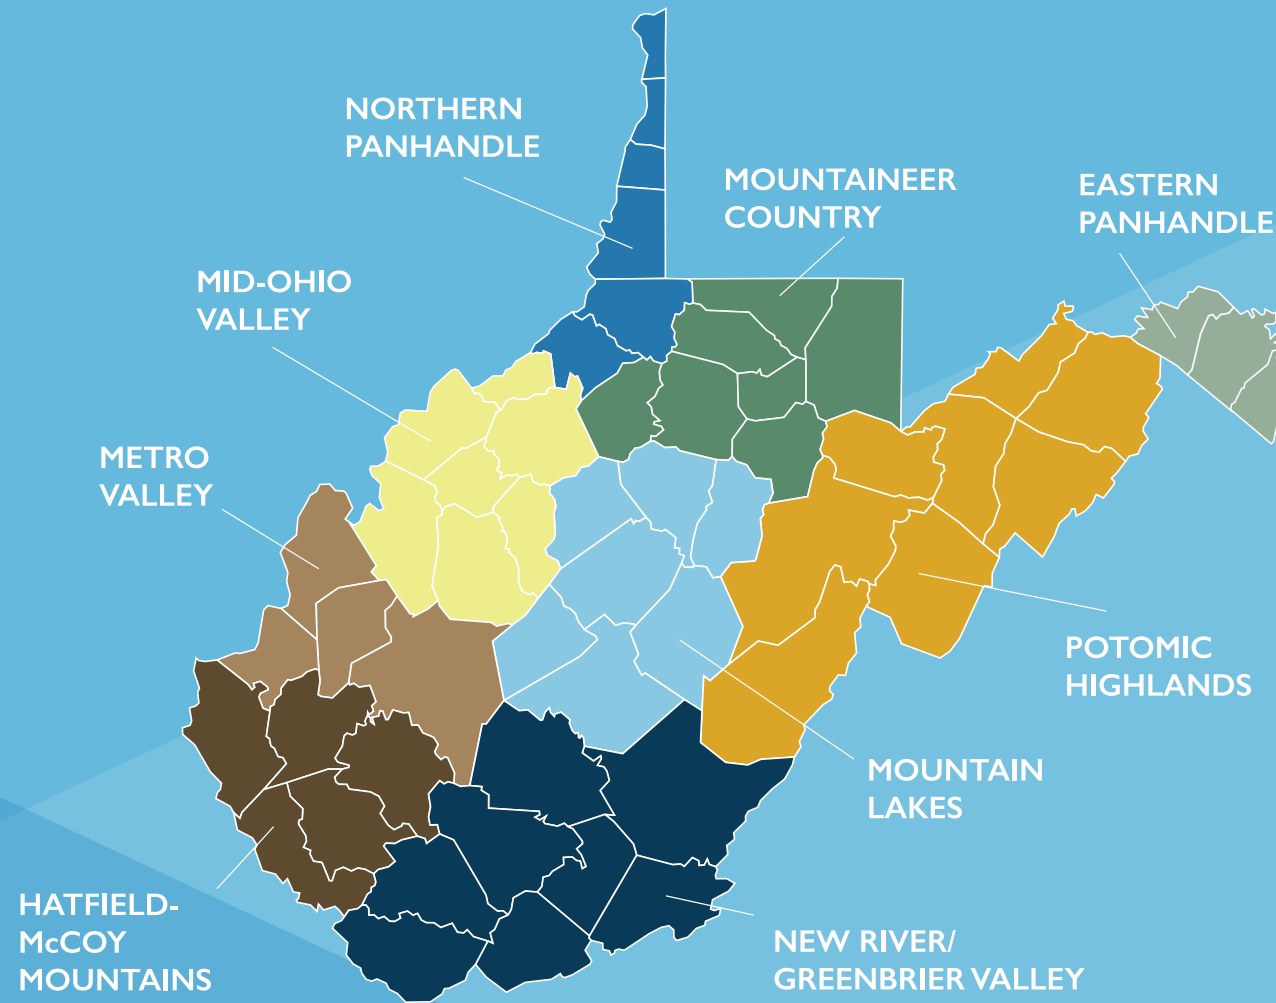 NORTHERN
PANHANDLE
MOUNTAINEER
COUNTRY
EASTERN
PANHANDLE
MID-OHIO
VALLEY
METRO
VALLEY
POTOMIC
HIGHLANDS
MOUNTAIN
LAKES
HATFIELD-
McCOY
MOUNTAINS
NEW RIVER/
GREENBRIER VALLEY